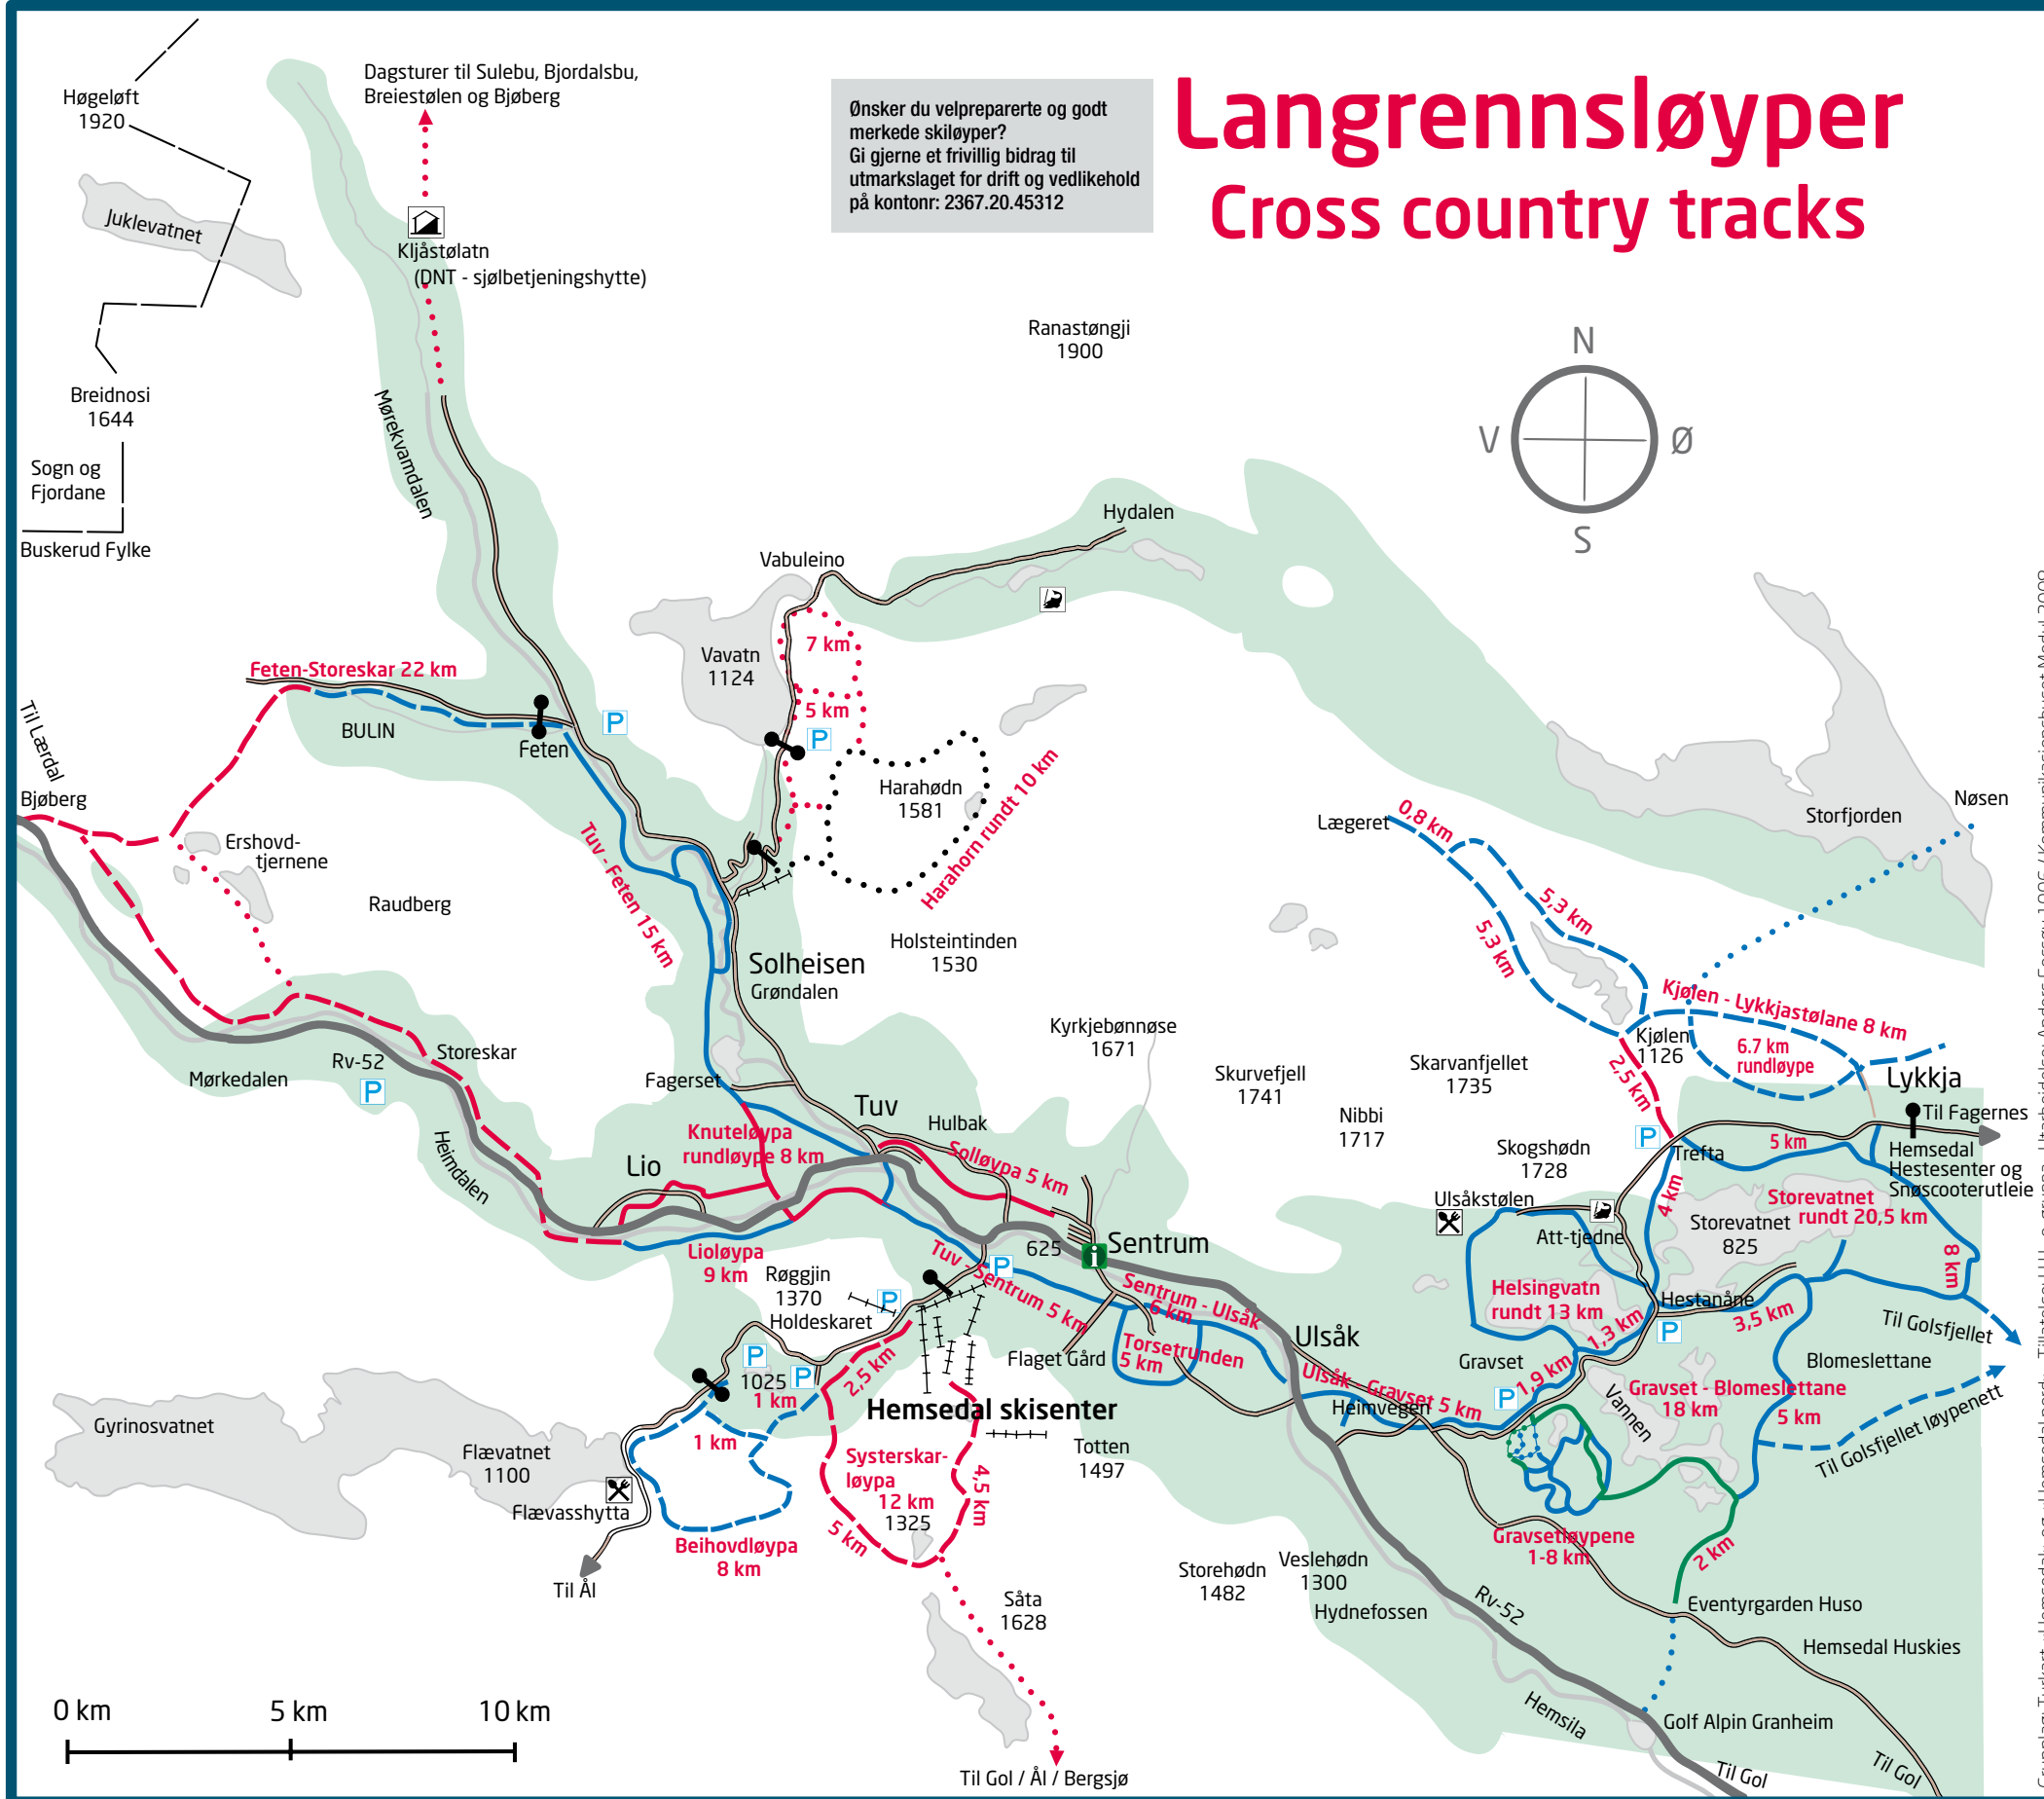 Langrennsløyper
Cross country tracks
Ønsker du velpreparerte og godt
merkede skiløyper?
Gi gjerne et frivillig bidrag til
utmarkslaget for drift og vedlikehold
på kontonr: 2367.20.45312
Dagsturer til Sulebu, Bjordalsbu,
Breiestølen og Bjøberg
Høgeløft
1920
Juklevatnet
Kljåstølatn
(DNT - sjølbetjeningshytte)
Ranastøngji
1900
N
V
Ø
S
Breidnosi
1644
Mørekvamdalen
Sogn og
Fjordane
Buskerud Fylke
Hydalen
Vabuleino
7 km
Vavatn
1124
5 km
P
Feten-Storeskar 22 km
BULIN
Feten
P
Til Lærdal
Bjøberg
Ershovd-
tjernene
Raudberg
Tuv - Feten 15 km
Harahødn
1581
Harahorn rundt 10 km
Holsteintinden
1530
Solheisen
Grøndalen
Lægeret
0,8 km
5,3 km
5,3 km
Storfjorden
Nøsen
Kjølen - Lykkjastølane 8 km
Kjølen
1126
6.7 km
rundløype
2,5 km
Lykkja
Til Fagernes
Hemsedal
Hestesenter og
Snøscooterutleie
Kyrkjebønnøse
1671
Skurvefjell
1741
Skarvanfjellet
1735
Nibbi
1717
Skogshødn
1728
P
Trefta
5 km
4 km
Storevatnet
rundt 20,5 km
Storevatnet
825
8 km
Ulsåkstølen
Att-tjedne
Helsingvatn
rundt 13 km
Hestanåne
P
3,5 km
1,3 km
1,9 km
Til Golsfjellet
Blomeslettane
Gravset
P
Vannen
Gravset - Blomeslettane
18 km
5 km
Til Golsfjellet løypenett
Storeskar
Rv-52
P
Mørkedalen
Heimdalen
Fagerset
Tuv
Hulbak
Knuteløypa
rundløype 8 km
Solløypa 5 km
Lio
Lioløypa
9 km
625
i
Sentrum
Tuv - Sentrum 5 km
P
Røggjin
1370
P
Holdeskaret
Sentrum - Ulsåk
6 km
Torsetrunden
5 km
Flaget Gård
Ulsåk
Ulsåk - Gravset 5 km
Heimvegen
P
1025
P
1 km
1 km
2,5 km
Hemsedal skisenter
Gyrinosvatnet
Flævatnet
1100
Flævasshytta
Til Ål
Beihovdløypa
8 km
Systerskar-
løypa
12 km
1325
4,5 km
5 km
Totten
1497
Storehødn
1482
Veslehødn
1300
Hydnefossen
Såta
1628
Gravsetløypene
1-8 km
2 km
Eventyrgarden Huso
Hemsedal Huskies
Rv-52
Hemsila
Golf Alpin Granheim
Til Gol
Til Gol
Til Gol / Ål / Bergsjø
0 km
5 km
10 km